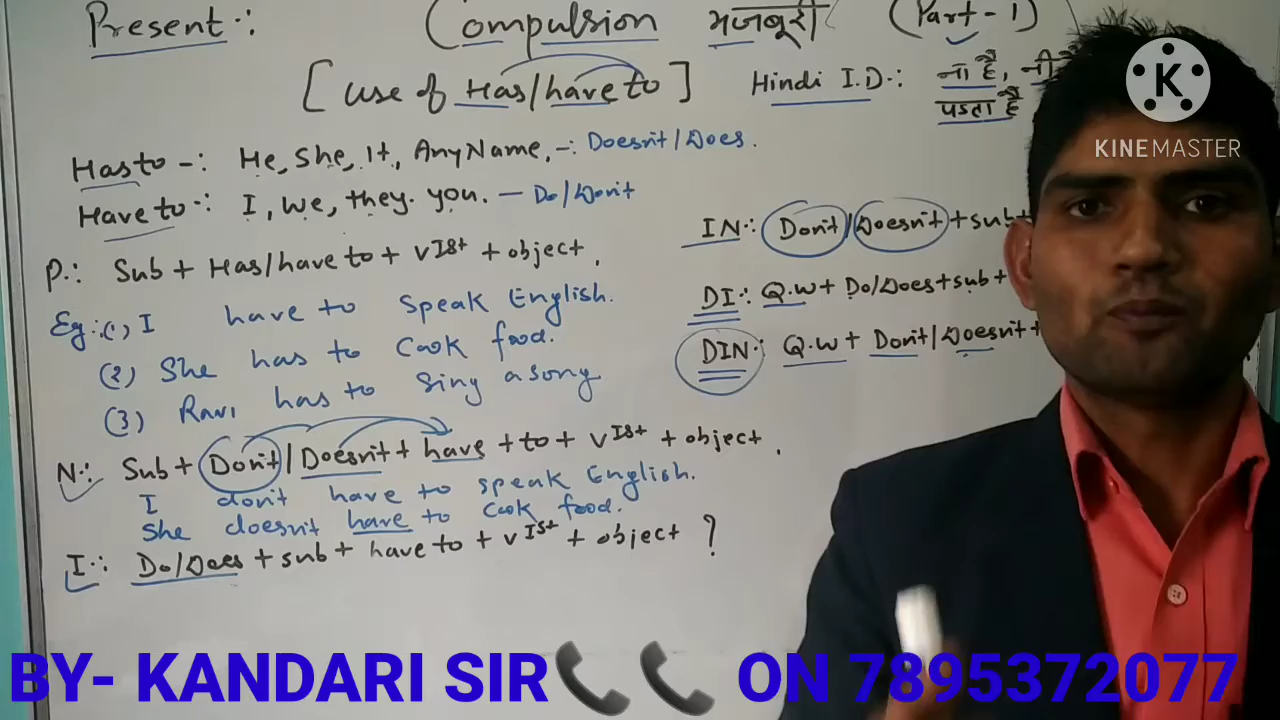 Present :
Compulsion मजबूरी (Part-1)
[use of Has/have to] Hindi I.D.: ना है, नी
पड़ता है
KINEMASTER
Has to -: He, She, It, Any Name, -: Doesn't/Does.
Have to -: I, we, they. you. - Do/Don't
P.: Sub + Has/have to + vIst + object.
Eg:-(1) I have to speak English.
(2) She has to cook food.
(3) Ravi has to sing a song
N: Sub + Don't/Doesn't + have + to + vIst + object.
I don't have to speak English.
She doesn't have to cook food.
I: Do/Does + sub + have to + vIst + object ?
IN: Don't/Doesn't + sub +
DI: Q.w + Do/Does + sub +
DIN: Q.w + Don't/Doesn't +
BY- KANDARI SIR📞📞 ON 7895372077